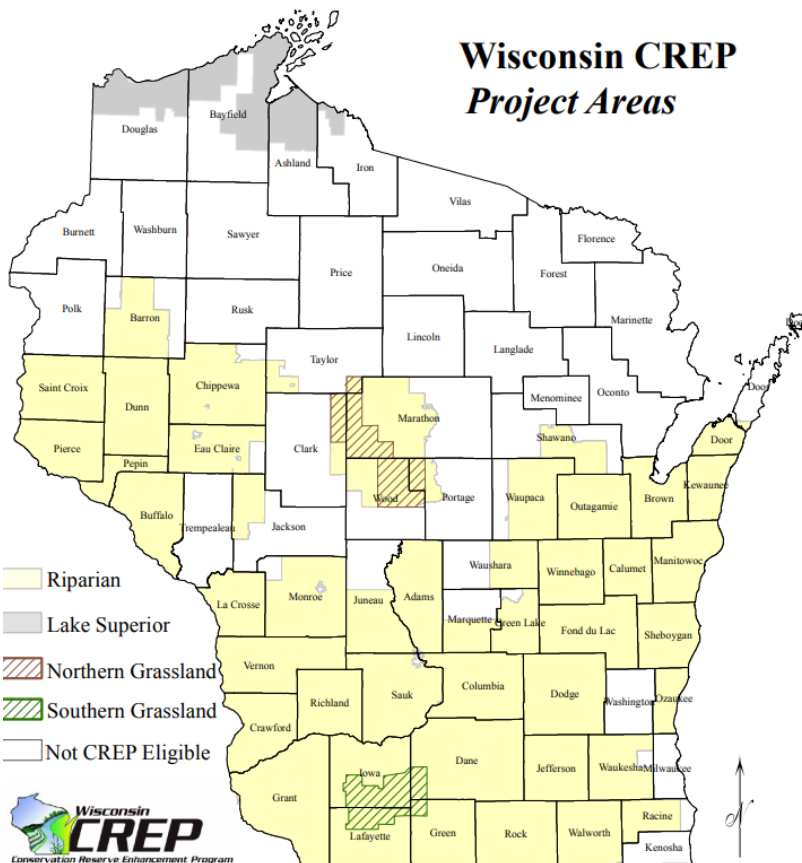 Wisconsin CREP
Project Areas
Douglas
Bayfield
Ashland
Iron
Vilas
Florence
Burnett
Washburn
Sawyer
Price
Oneida
Forest
Marinette
Polk
Barron
Rusk
Lincoln
Langlade
Taylor
Oconto
Door
Saint Croix
Chippewa
Menominee
Dunn
Marathon
Pierce
Eau Claire
Clark
Shawano
Door
Pepin
Kewaunee
Wood
Portage
Waupaca
Outagamie
Brown
Buffalo
Trempealeau
Jackson
Waushara
Winnebago
Calumet
Manitowoc
Monroe
Juneau
Adams
La Crosse
Marquette
Green Lake
Fond du Lac
Sheboygan
Vernon
Richland
Sauk
Columbia
Dodge
Washington
Ozaukee
Crawford
Iowa
Dane
Jefferson
Waukesha
Milwaukee
Grant
Lafayette
Green
Rock
Walworth
Racine
Kenosha
Riparian
Lake Superior
Northern Grassland
Southern Grassland
Not CREP Eligible
Wisconsin
CREP
Conservation Reserve Enhancement Program
N